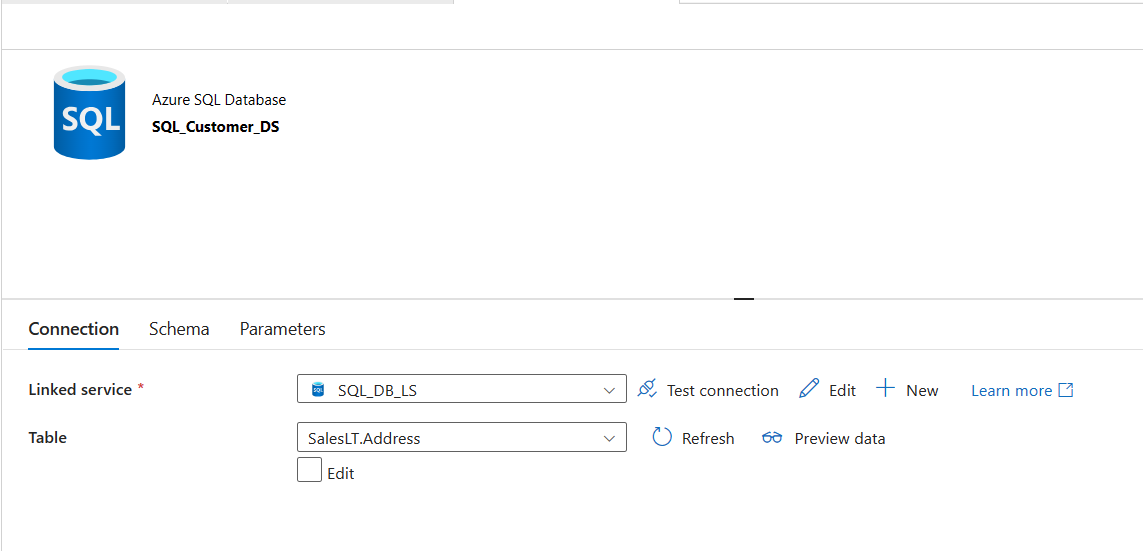 SQL
Azure SQL Database
SQL_Customer_DS
Connection Schema Parameters
Linked service * SQL_DB_LS Test connection Edit New Learn more
Table SalesLT.Address Refresh Preview data
Edit